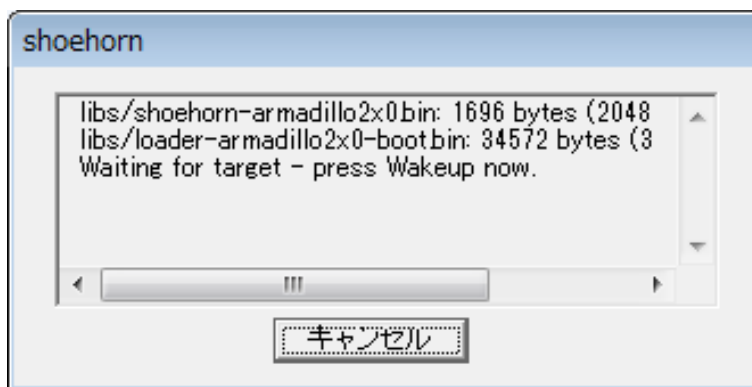 shoehorn
libs/shoehorn-armadillo2x0.bin: 1696 bytes (2048
libs/loader-armadillo2x0-boot.bin: 34572 bytes (3
Waiting for target - press Wakeup now.
キャンセル